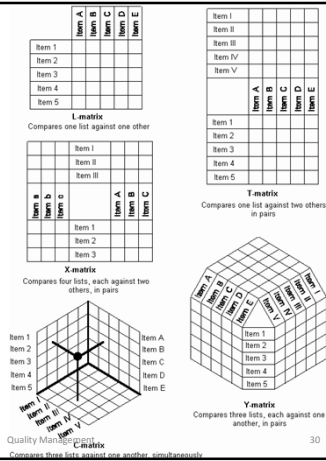 Item A
Item B
Item C
Item D
Item E
Item 1
Item 2
Item 3
Item 4
Item 5
L-matrix
Compares one list against one other
Item I
Item II
Item III
Item IV
Item V
Item A
Item B
Item C
Item D
Item E
Item 1
Item 2
Item 3
Item 4
Item 5
T-matrix
Compares one list against two others
in pairs
Item I
Item II
Item III
Item a
Item b
Item c
Item A
Item B
Item C
Item 1
Item 2
Item 3
X-matrix
Compares four lists, each against two
others, in pairs
Item A
Item B
Item C
Item D
Item E
Item I
Item II
Item III
Item IV
Item V
Item 1
Item 2
Item 3
Item 4
Item 5
Y-matrix
Compares three lists, each against one
another, in pairs
Item 1
Item 2
Item 3
Item 4
Item 5
Item A
Item B
Item C
Item D
Item E
Item I
Item II
Item III
Item IV
Item V
C-matrix
Compares three lists against one another, simultaneously
Quality Management
30